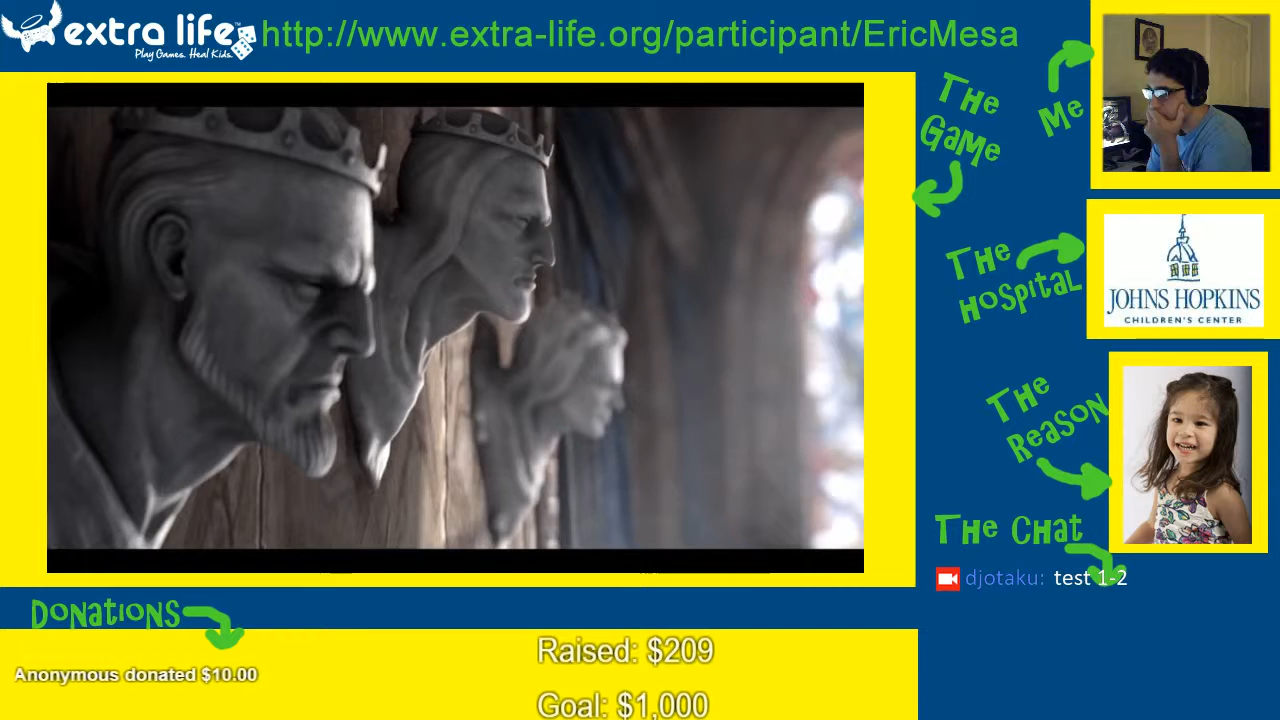 extra life
Play Games. Heal Kids.
http://www.extra-life.org/participant/EricMesa
The
Game
Me
The
Hospital
JOHNS HOPKINS
CHILDREN'S CENTER
The
Reason
The Chat
djotaku: test 1-2
Donations
Anonymous donated $10.00
Raised: $209
Goal: $1,000